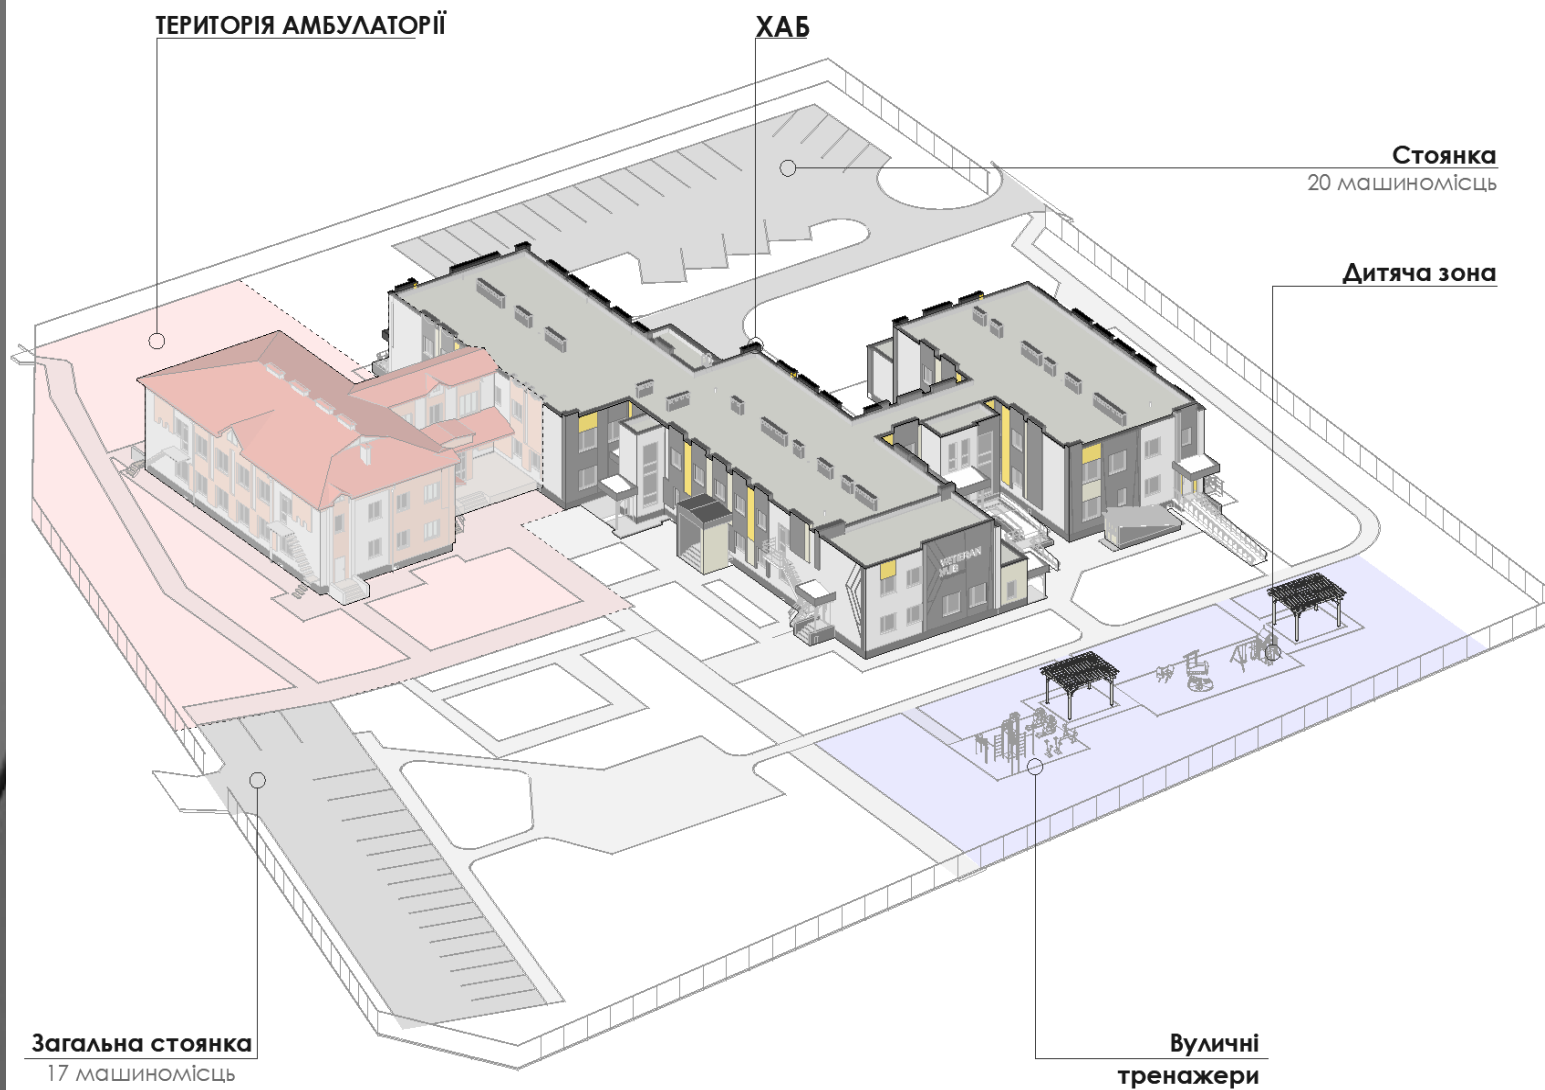 ТЕРИТОРІЯ АМБУЛАТОРІЇ
ХАБ
Стоянка
20 машиномісць
Дитяча зона
VETERAN
HUB
Загальна стоянка
17 машиномісць
Вуличні
тренажери